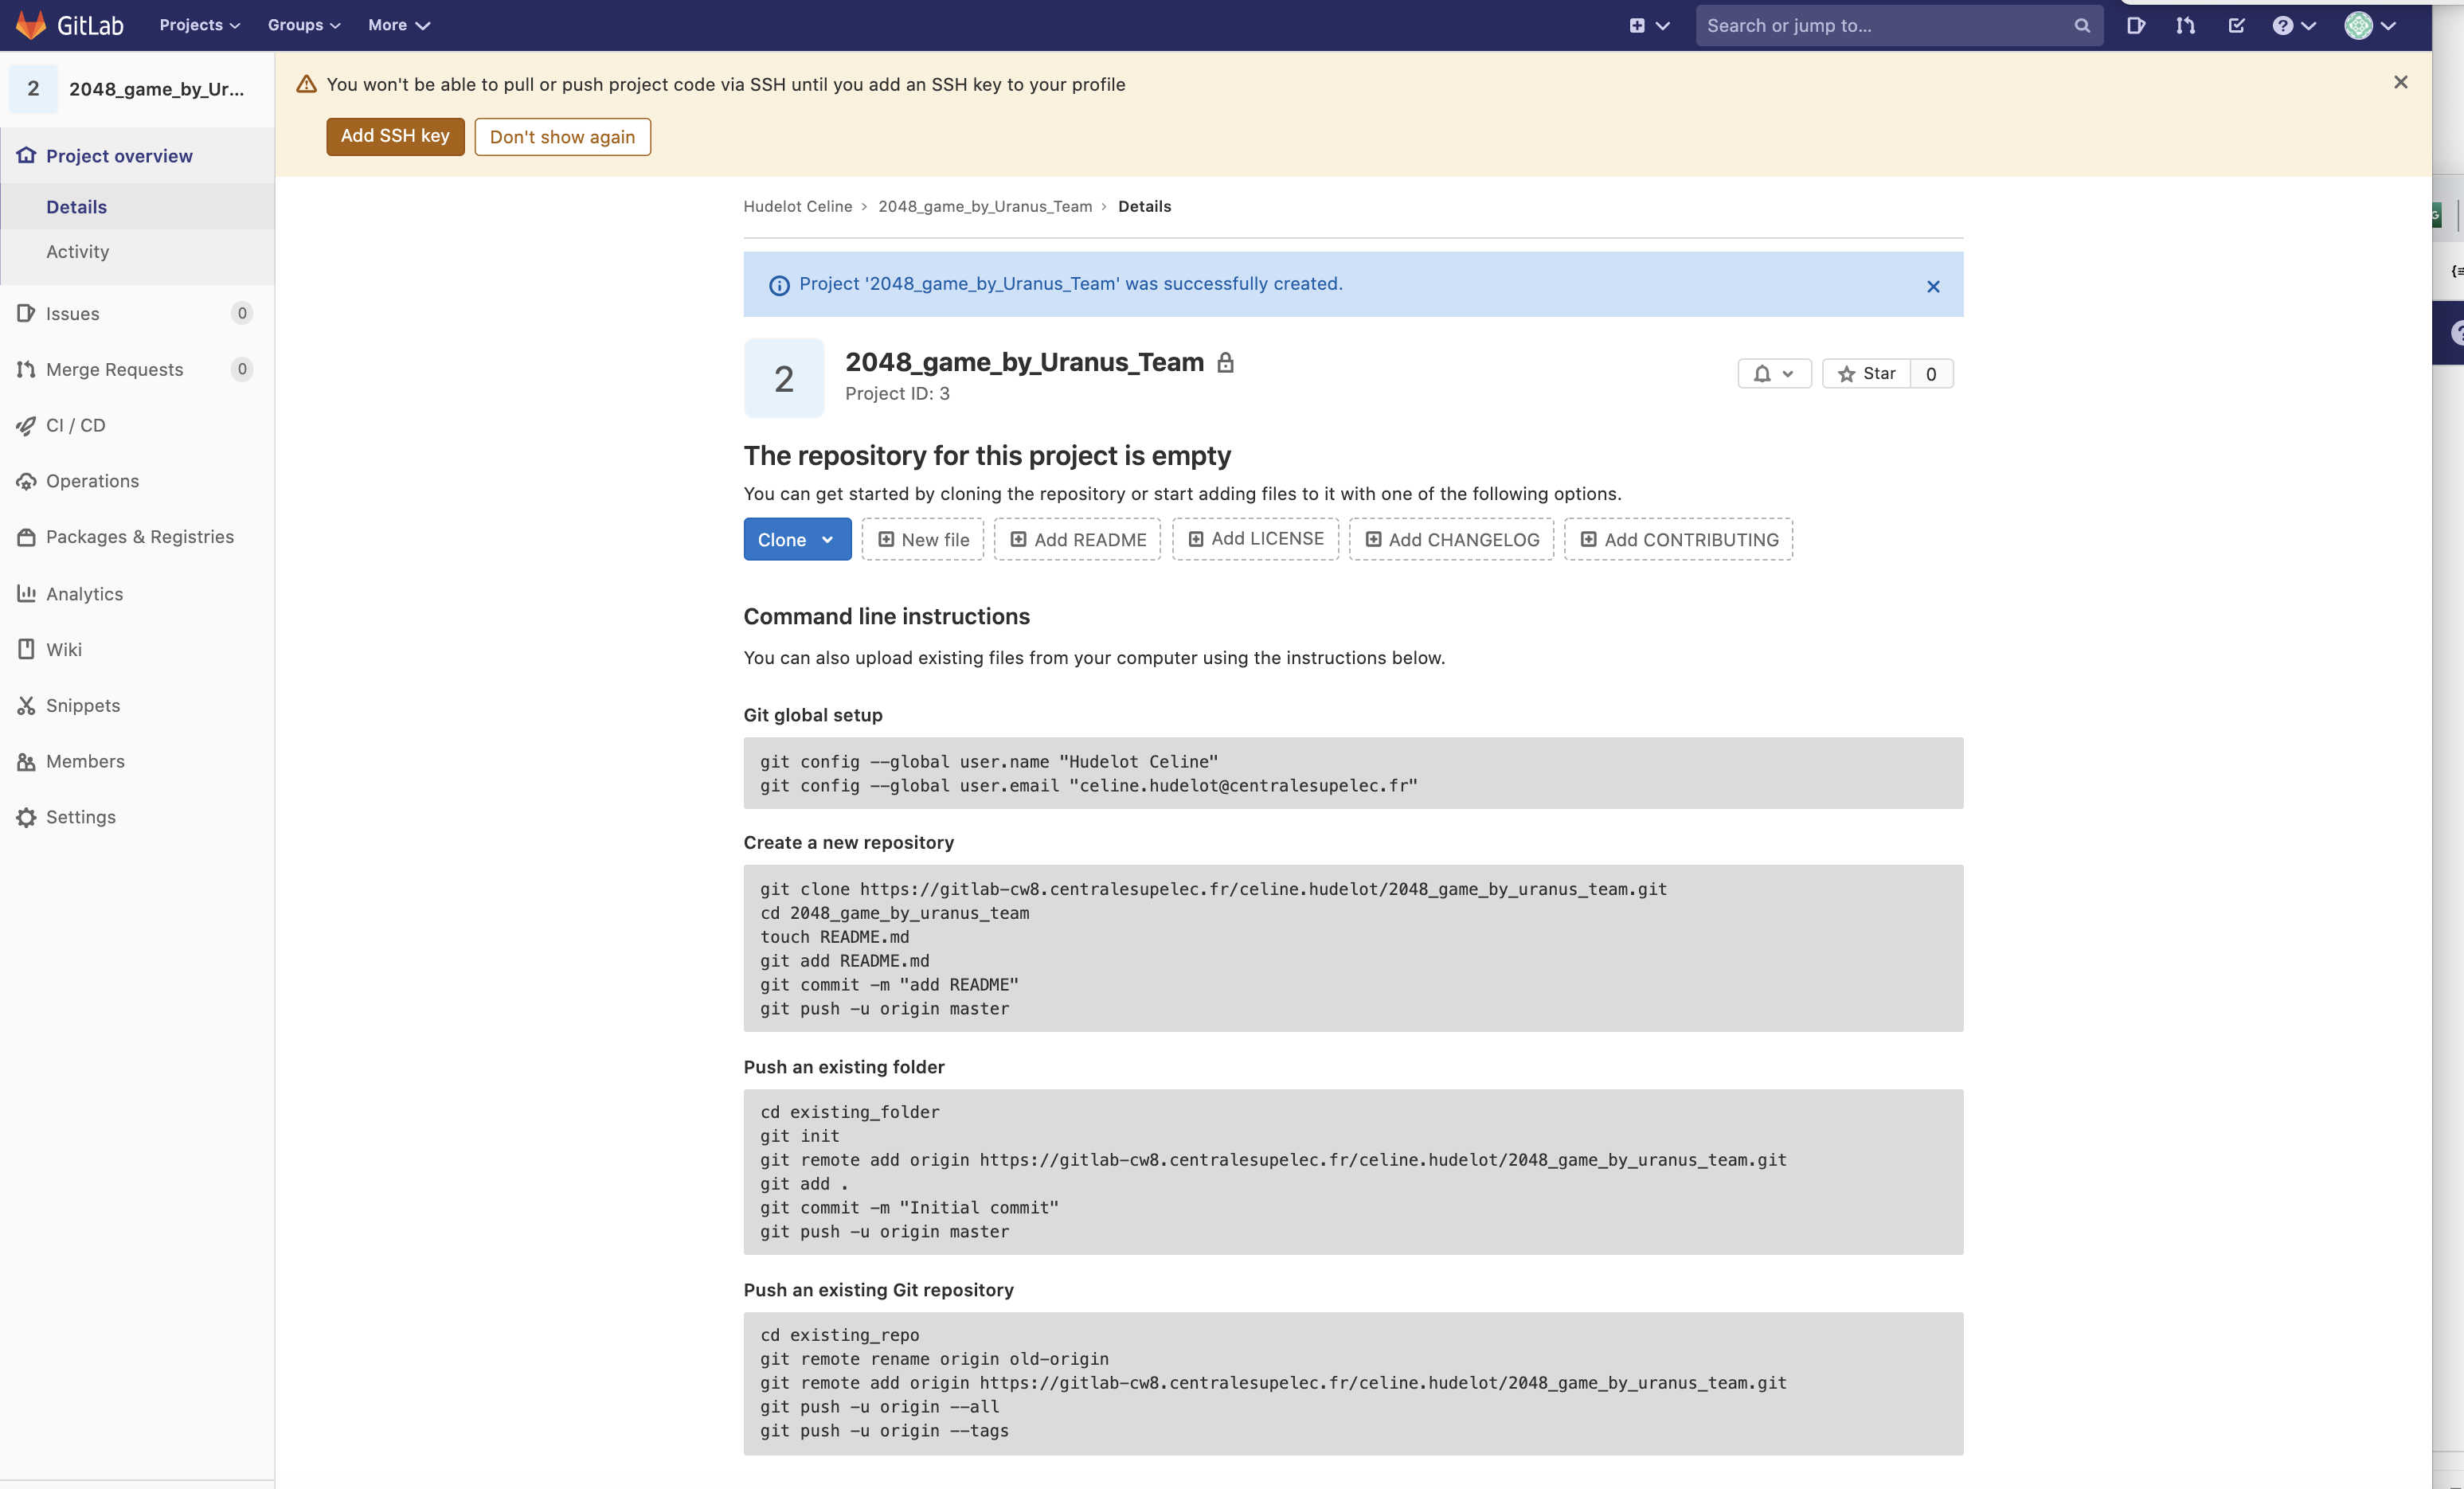 GitLab Projects Groups More Search or jump to...
2 2048_game_by_Ur...
Project overview
Details
Activity
Issues 0
Merge Requests 0
CI / CD
Operations
Packages & Registries
Analytics
Wiki
Snippets
Members
Settings
You won't be able to pull or push project code via SSH until you add an SSH key to your profile
Add SSH key Don't show again
Hudelot Celine > 2048_game_by_Uranus_Team > Details
Project '2048_game_by_Uranus_Team' was successfully created.
2
2048_game_by_Uranus_Team
Project ID: 3
Star 0
The repository for this project is empty
You can get started by cloning the repository or start adding files to it with one of the following options.
Clone New file Add README Add LICENSE Add CHANGELOG Add CONTRIBUTING
Command line instructions
You can also upload existing files from your computer using the instructions below.
Git global setup
git config --global user.name "Hudelot Celine"
git config --global user.email "celine.hudelot@centralesupelec.fr"
Create a new repository
git clone https://gitlab-cw8.centralesupelec.fr/celine.hudelot/2048_game_by_uranus_team.git
cd 2048_game_by_uranus_team
touch README.md
git add README.md
git commit -m "add README"
git push -u origin master
Push an existing folder
cd existing_folder
git init
git remote add origin https://gitlab-cw8.centralesupelec.fr/celine.hudelot/2048_game_by_uranus_team.git
git add .
git commit -m "Initial commit"
git push -u origin master
Push an existing Git repository
cd existing_repo
git remote rename origin old-origin
git remote add origin https://gitlab-cw8.centralesupelec.fr/celine.hudelot/2048_game_by_uranus_team.git
git push -u origin --all
git push -u origin --tags